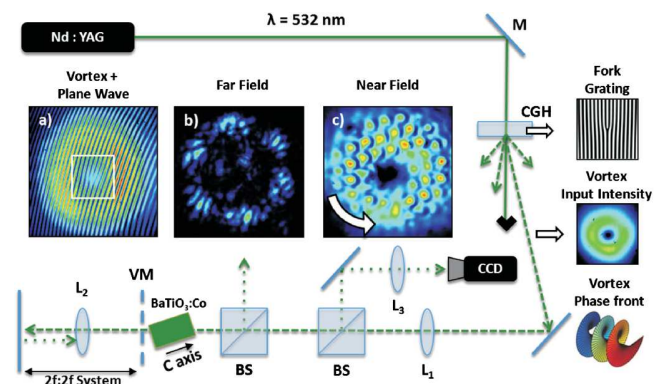 λ = 532 nm
M
Nd : YAG
Vortex +
Plane Wave
Far Field
Near Field
Fork
Grating
CGH
a)
b)
c)
Vortex
Input Intensity
VM
L2
BaTiO3:Co
CCD
L3
Vortex
Phase front
C axis
BS
BS
L1
2f:2f System